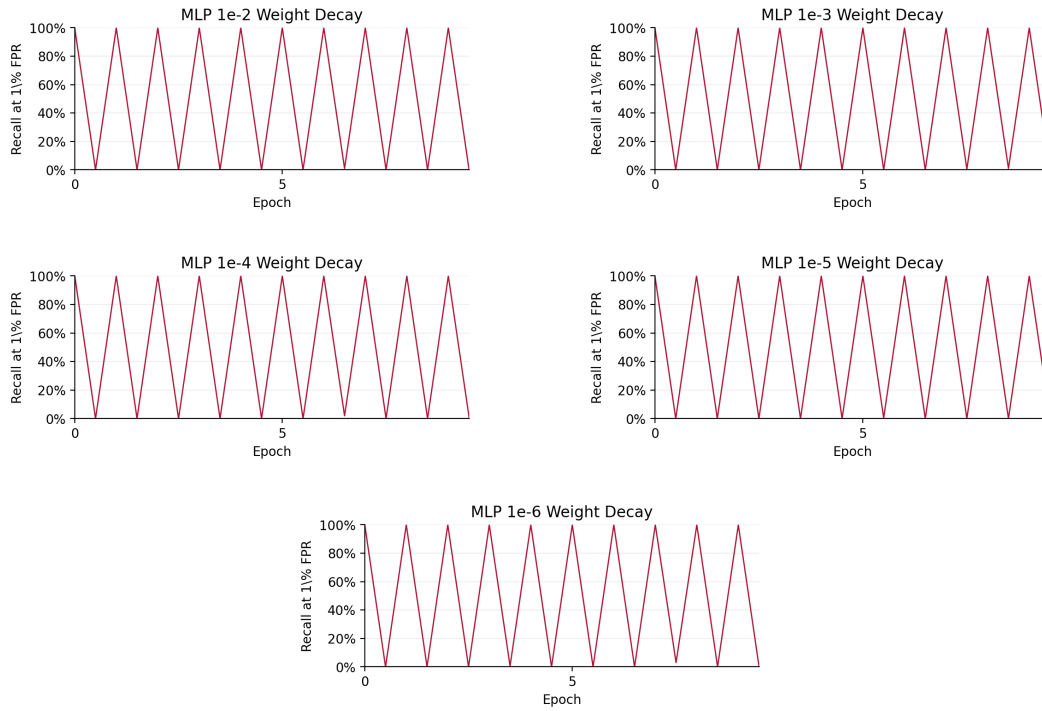 MLP 1e-2 Weight Decay
100%
80%
60%
40%
20%
0%
Recall at 1\% FPR
0 5
Epoch
MLP 1e-3 Weight Decay
100%
80%
60%
40%
20%
0%
Recall at 1\% FPR
0 5
Epoch
MLP 1e-4 Weight Decay
100%
80%
60%
40%
20%
0%
Recall at 1\% FPR
0 5
Epoch
MLP 1e-5 Weight Decay
100%
80%
60%
40%
20%
0%
Recall at 1\% FPR
0 5
Epoch
MLP 1e-6 Weight Decay
100%
80%
60%
40%
20%
0%
Recall at 1\% FPR
0 5
Epoch